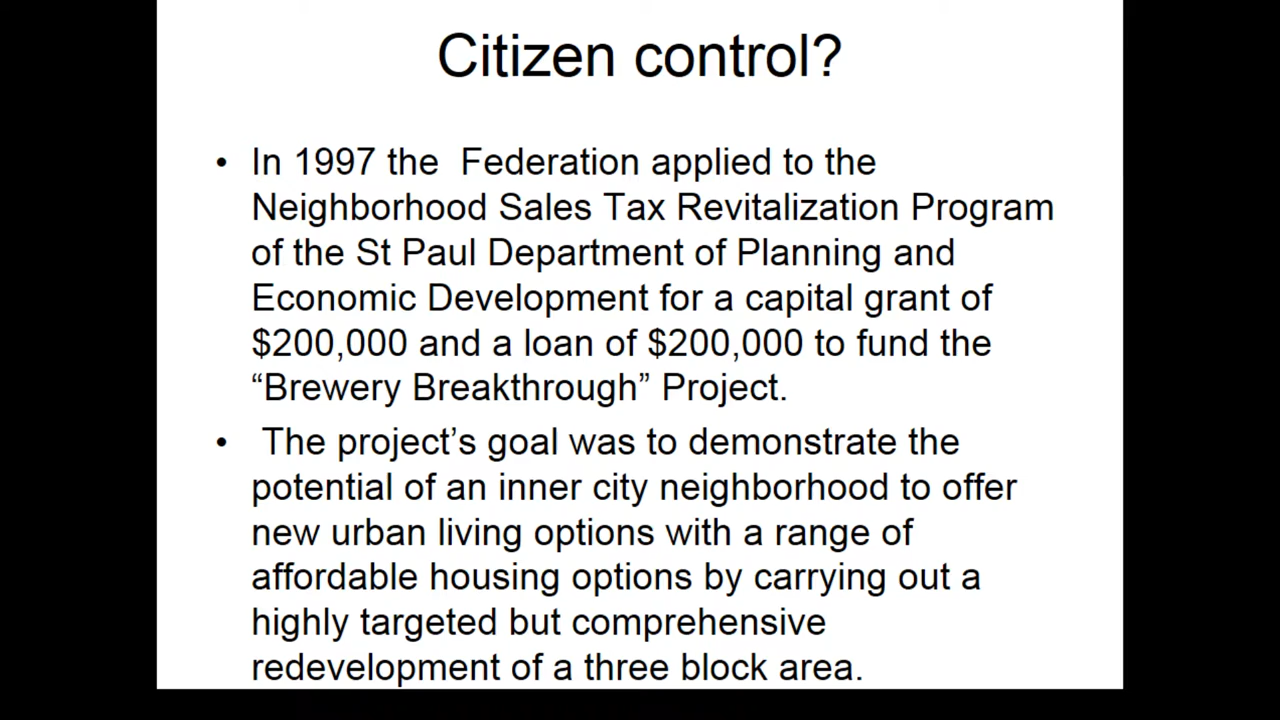 Citizen control?
• In 1997 the  Federation applied to the
Neighborhood Sales Tax Revitalization Program
of the St Paul Department of Planning and
Economic Development for a capital grant of
$200,000 and a loan of $200,000 to fund the
“Brewery Breakthrough” Project.
•  The project’s goal was to demonstrate the
potential of an inner city neighborhood to offer
new urban living options with a range of
affordable housing options by carrying out a
highly targeted but comprehensive
redevelopment of a three block area.